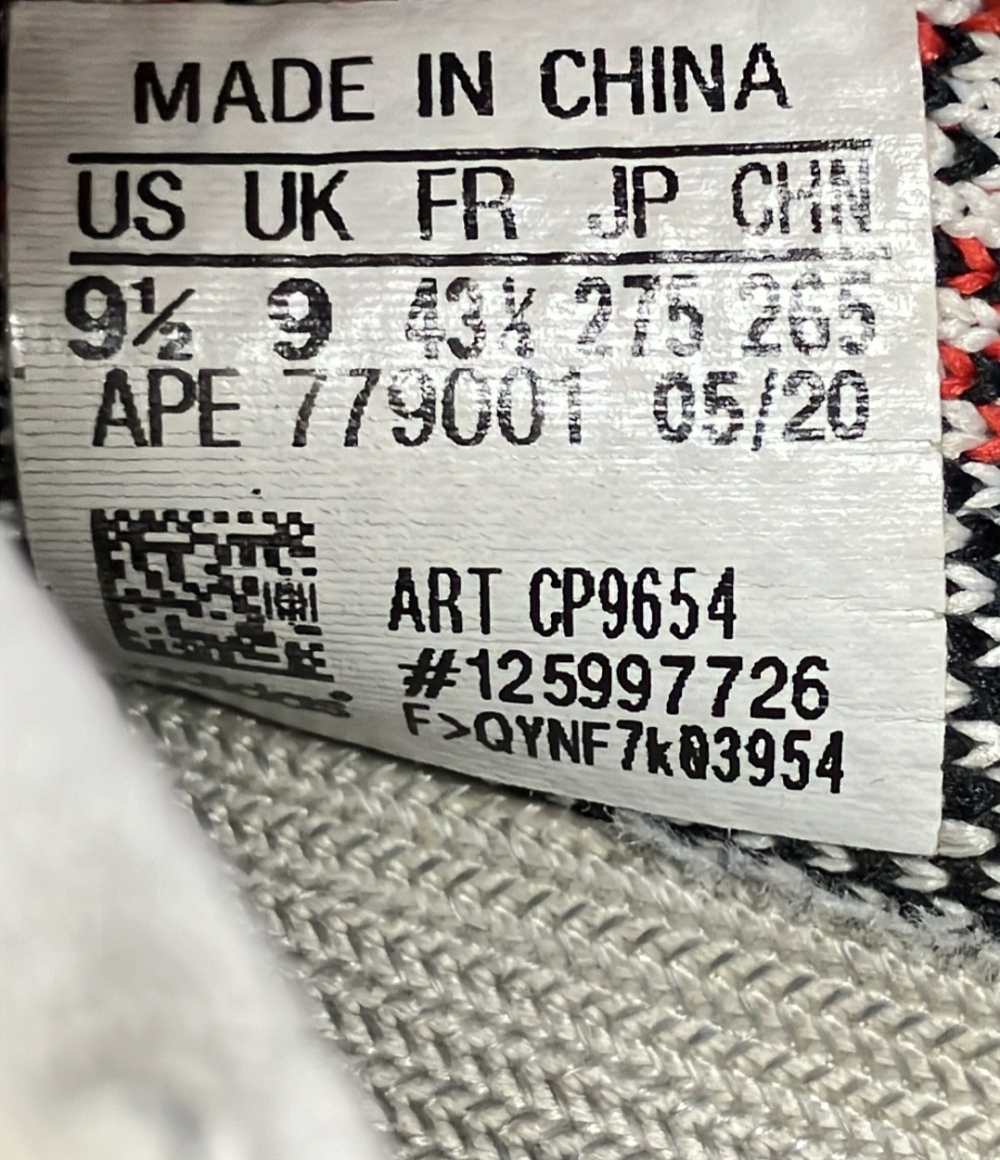 MADE IN CHINA
US UK FR JP CHN
9½ 9 43⅓ 275 265
APE 779001 05/20
ART CP9654
#125997726
F>QYNF7k03954
adidas